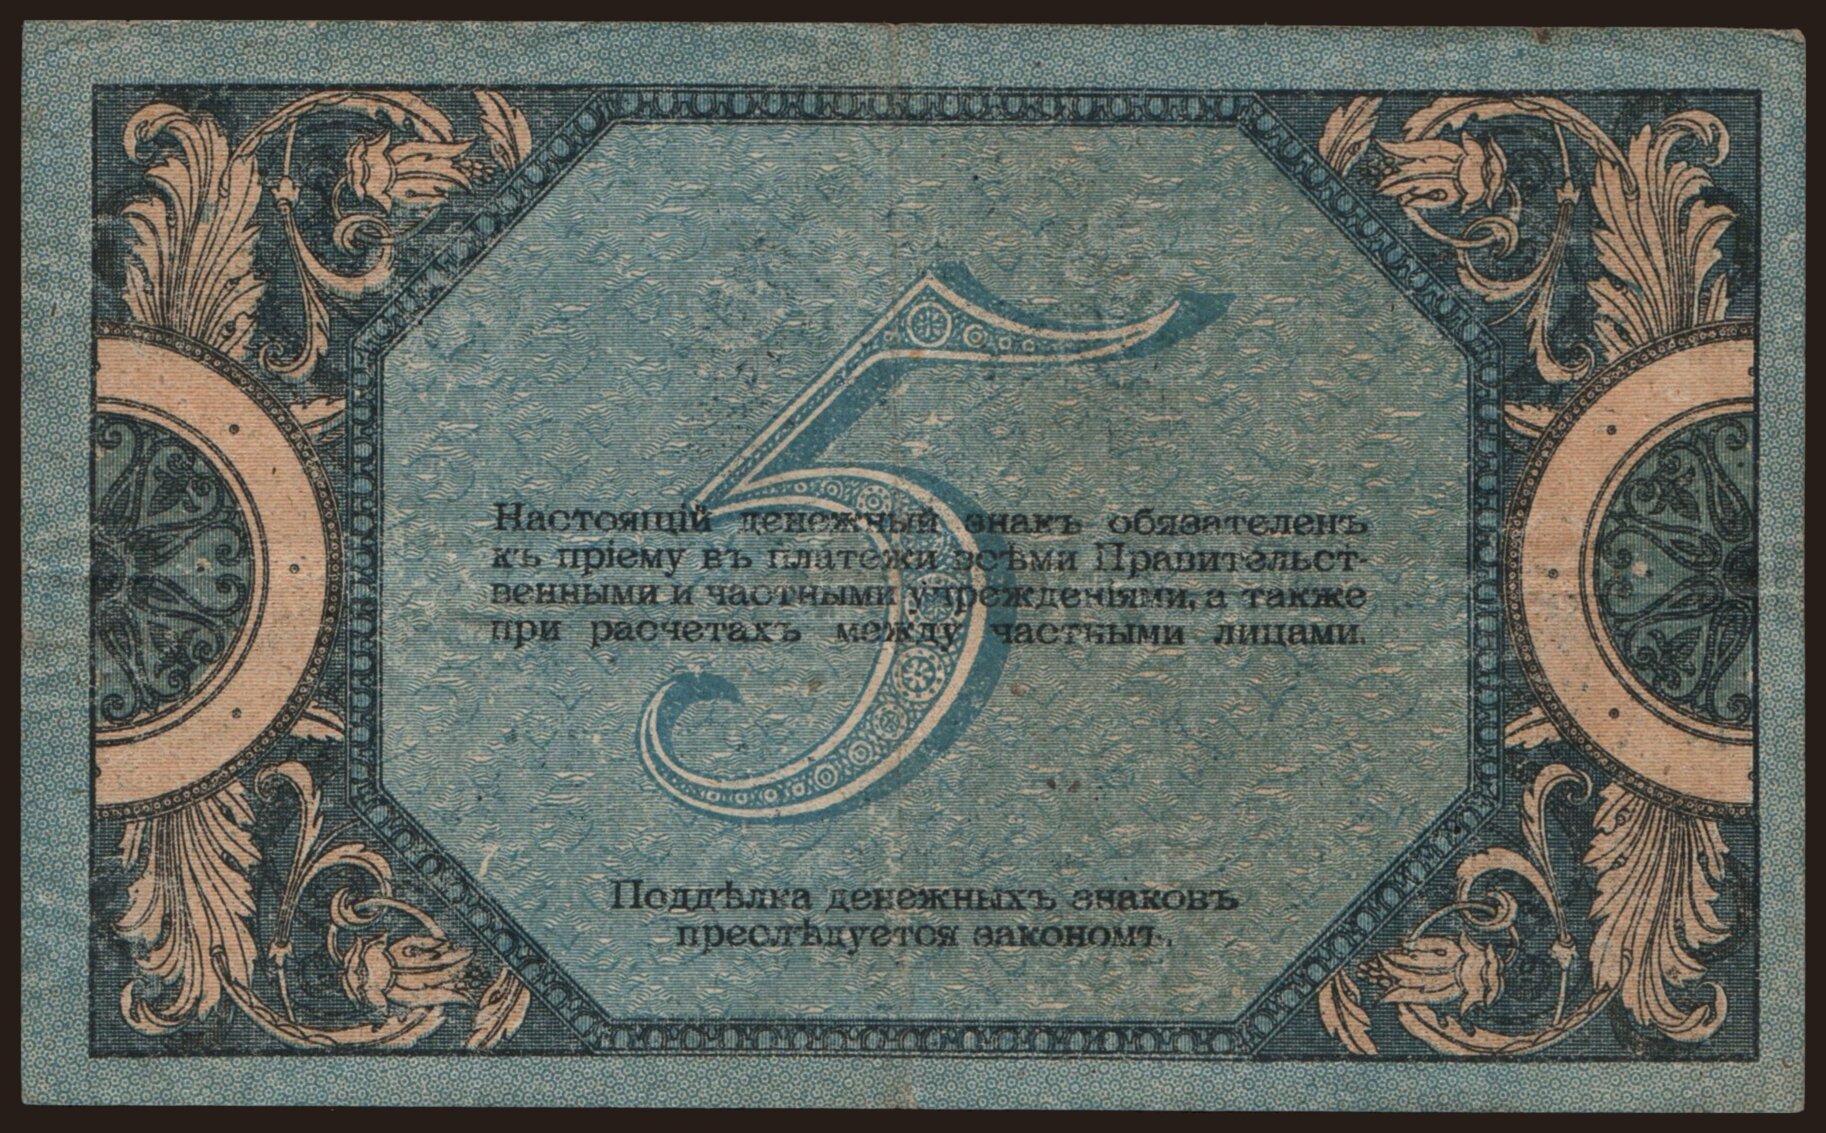 5
Настоящій денежный знакъ обязателенъ
къ пріему въ платежи всѣми Правительст-
венными и частными учрежденіями, а также
при расчетахъ между частными лицами.
Поддѣлка денежныхъ знаковъ
преслѣдуется закономъ.